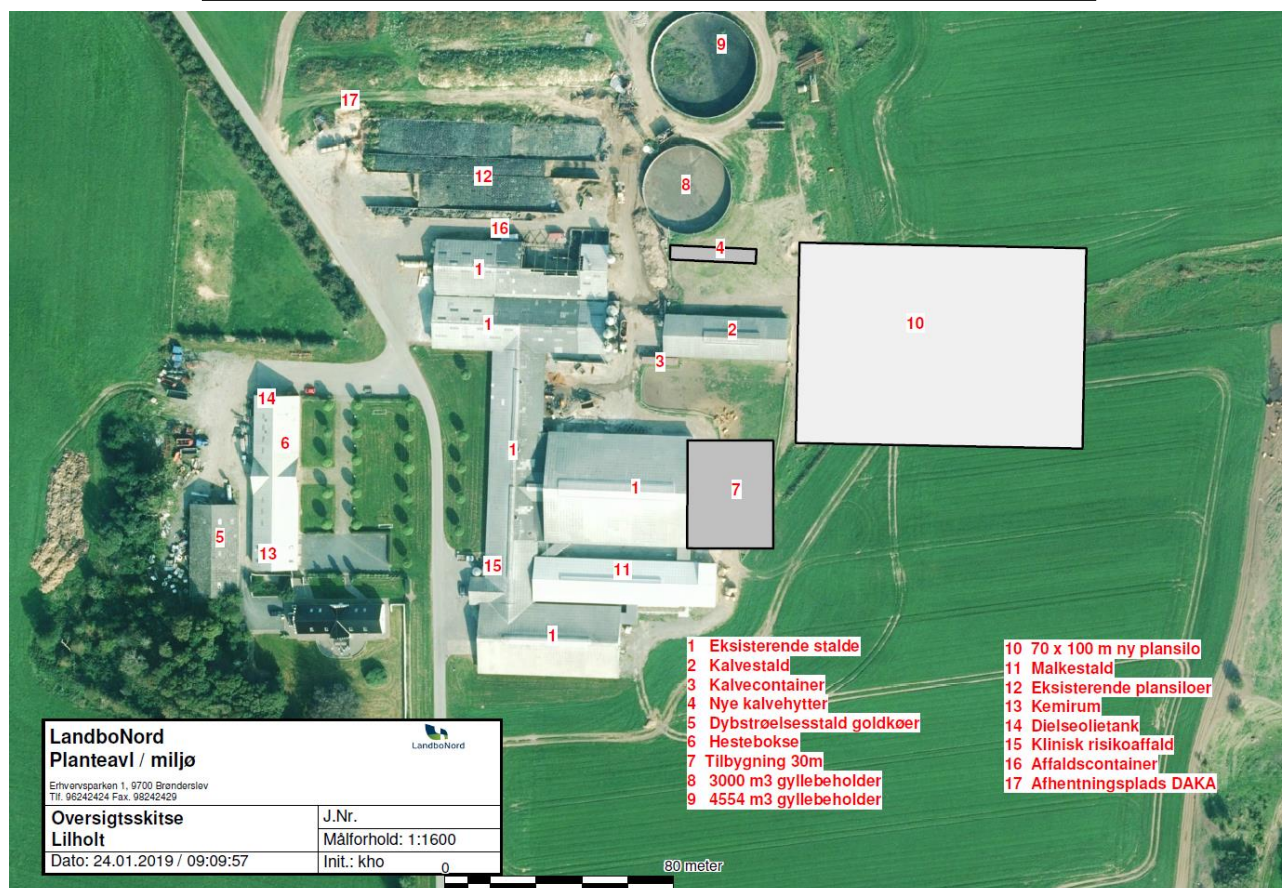 9
17
12
8
16
4
1
10
2
1
3
14
6
1
1
7
5
13
15
11
1
1 Eksisterende stalde
2 Kalvestald
3 Kalvecontainer
4 Nye kalvehytter
5 Dybstrøelsesstald goldkøer
6 Hestebokse
7 Tilbygning 30m
8 3000 m3 gyllebeholder
9 4554 m3 gyllebeholder
10 70 x 100 m ny plansilo
11 Malkestald
12 Eksisterende plansiloer
13 Kemirum
14 Dielseolietank
15 Klinisk risikoaffald
16 Affaldscontainer
17 Afhentningsplads DAKA
LandboNord
Planteavl / miljø
LandboNord
Erhvervsparken 1, 9700 Brønderslev
Tlf. 96242424 Fax. 98242429
Oversigtsskitse
Lilholt
J.Nr.
Målforhold: 1:1600
Dato: 24.01.2019 / 09:09:57
Init.: kho
0
80 meter